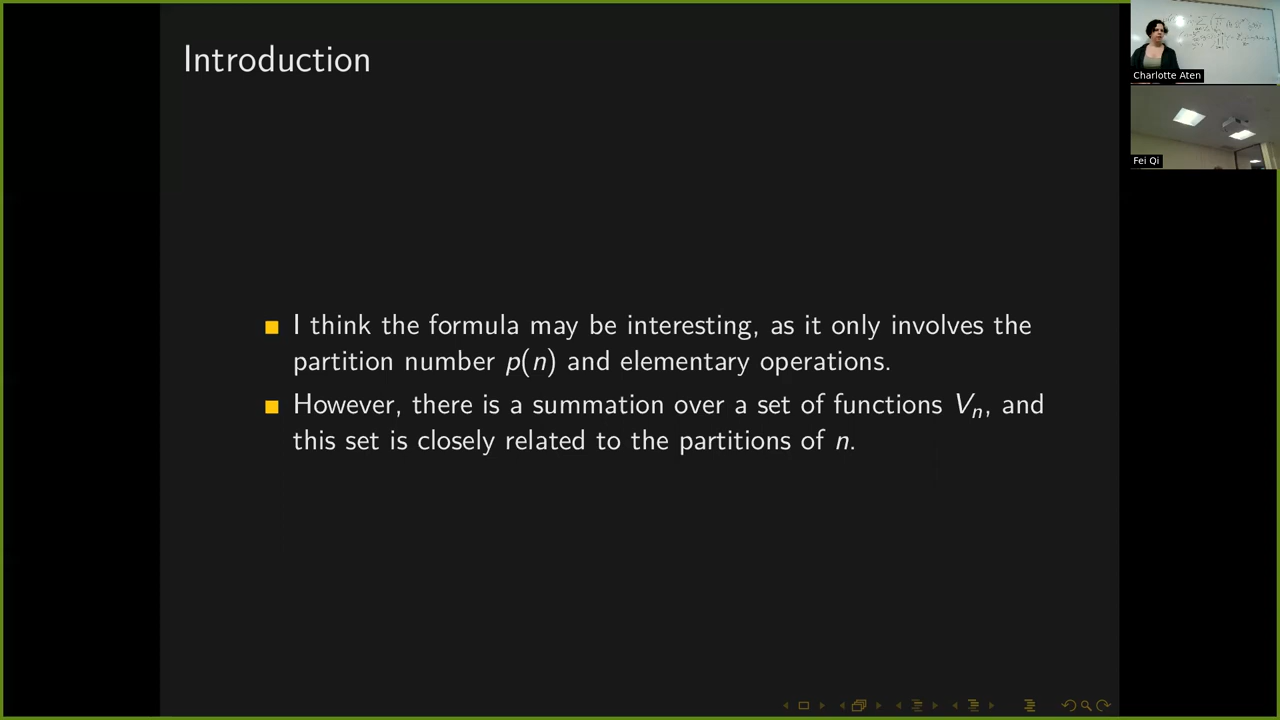 Introduction
I think the formula may be interesting, as it only involves the
partition number p(n) and elementary operations.
However, there is a summation over a set of functions Vn, and
this set is closely related to the partitions of n.
Charlotte Aten
Fei Qi